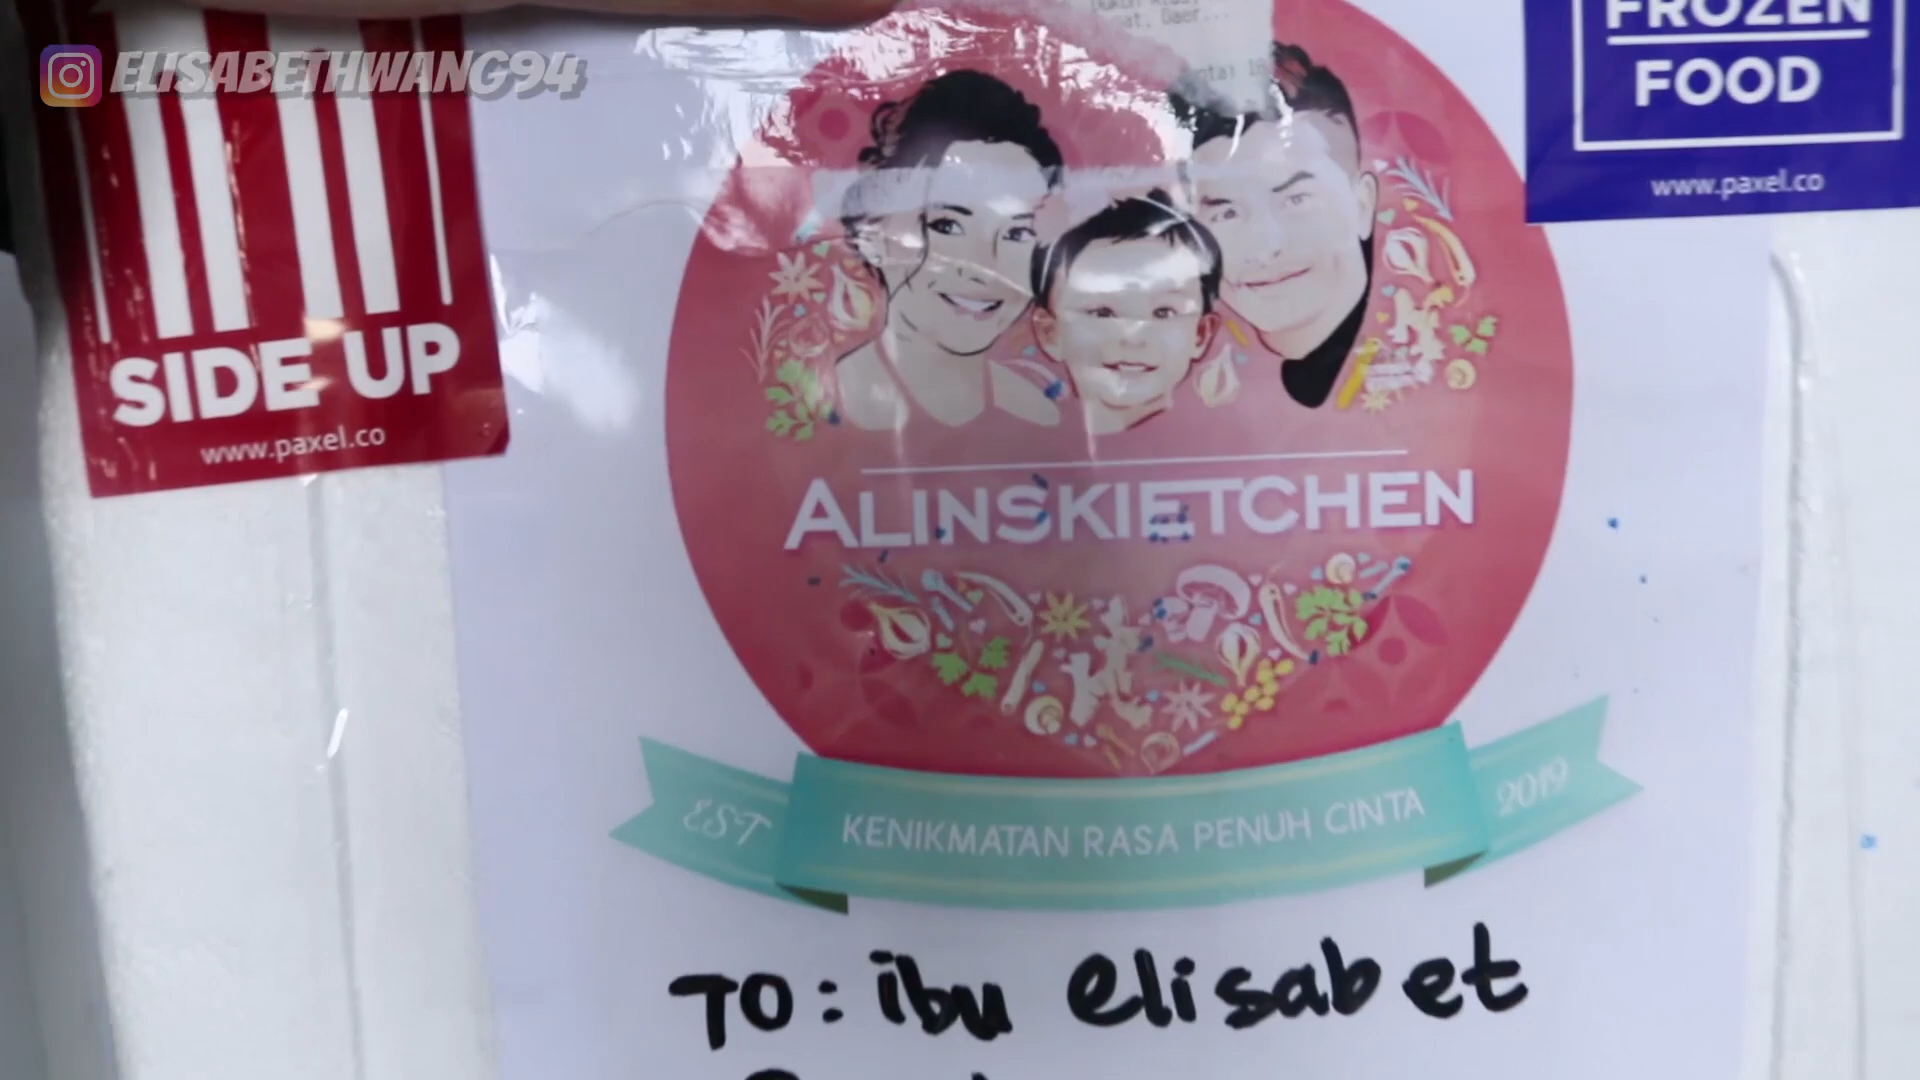 ELISABETHWANG94
FROZEN
FOOD
www.paxel.co
SIDE UP
www.paxel.co
ALINSKIETCHEN
EST KENIKMATAN RASA PENUH CINTA 2019
TO: ibu elisabet